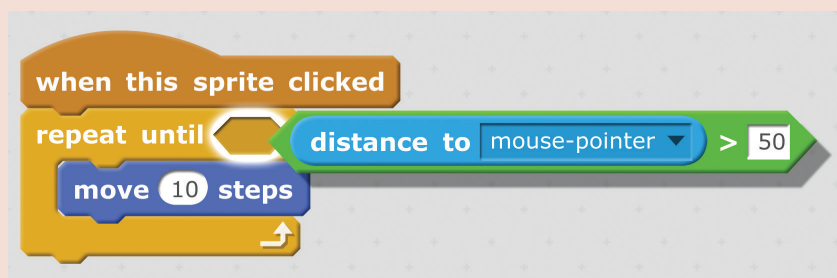 when this sprite clicked
repeat until distance to mouse-pointer > 50
move 10 steps